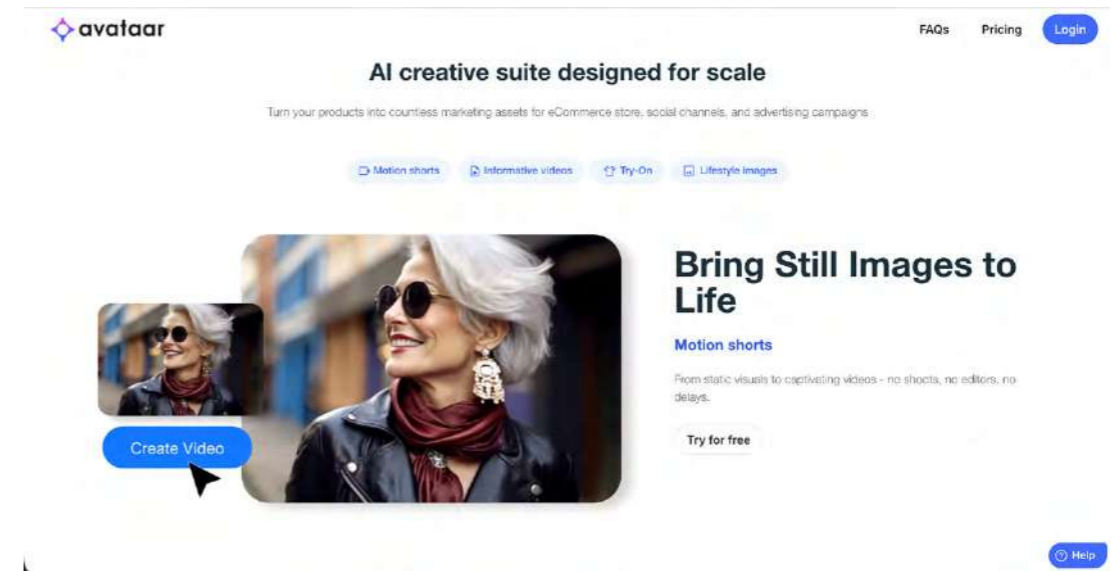 avataar
FAQs Pricing Login
AI creative suite designed for scale
Turn your products into countless marketing assets for eCommerce store, social channels, and advertising campaigns
Motion shorts Informative videos Try-On Lifestyle images
Bring Still Images to
Life
Motion shorts
From static visuals to captivating videos - no shoots, no editors, no
delays.
Try for free
Create Video
Help